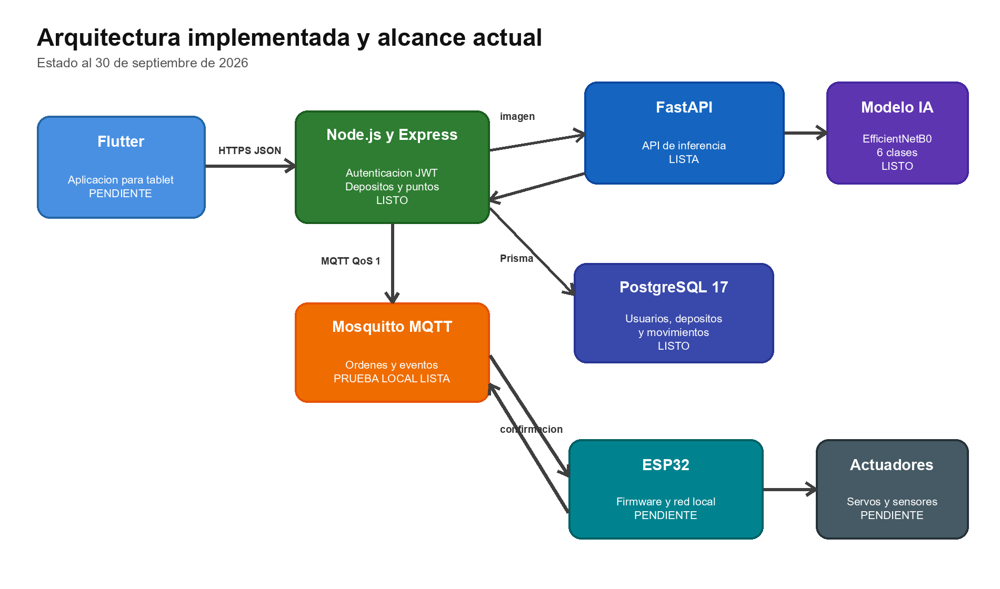 Arquitectura implementada y alcance actual
Estado al 30 de septiembre de 2026
Flutter
Aplicacion para tablet
PENDIENTE
HTTPS JSON
Node.js y Express
Autenticacion JWT
Depositos y puntos
LISTO
imagen
FastAPI
API de inferencia
LISTA
Modelo IA
EfficientNetB0
6 clases
LISTO
MQTT QoS 1
Prisma
PostgreSQL 17
Usuarios, depositos
y movimientos
LISTO
Mosquitto MQTT
Ordenes y eventos
PRUEBA LOCAL LISTA
confirmacion
ESP32
Firmware y red local
PENDIENTE
Actuadores
Servos y sensores
PENDIENTE